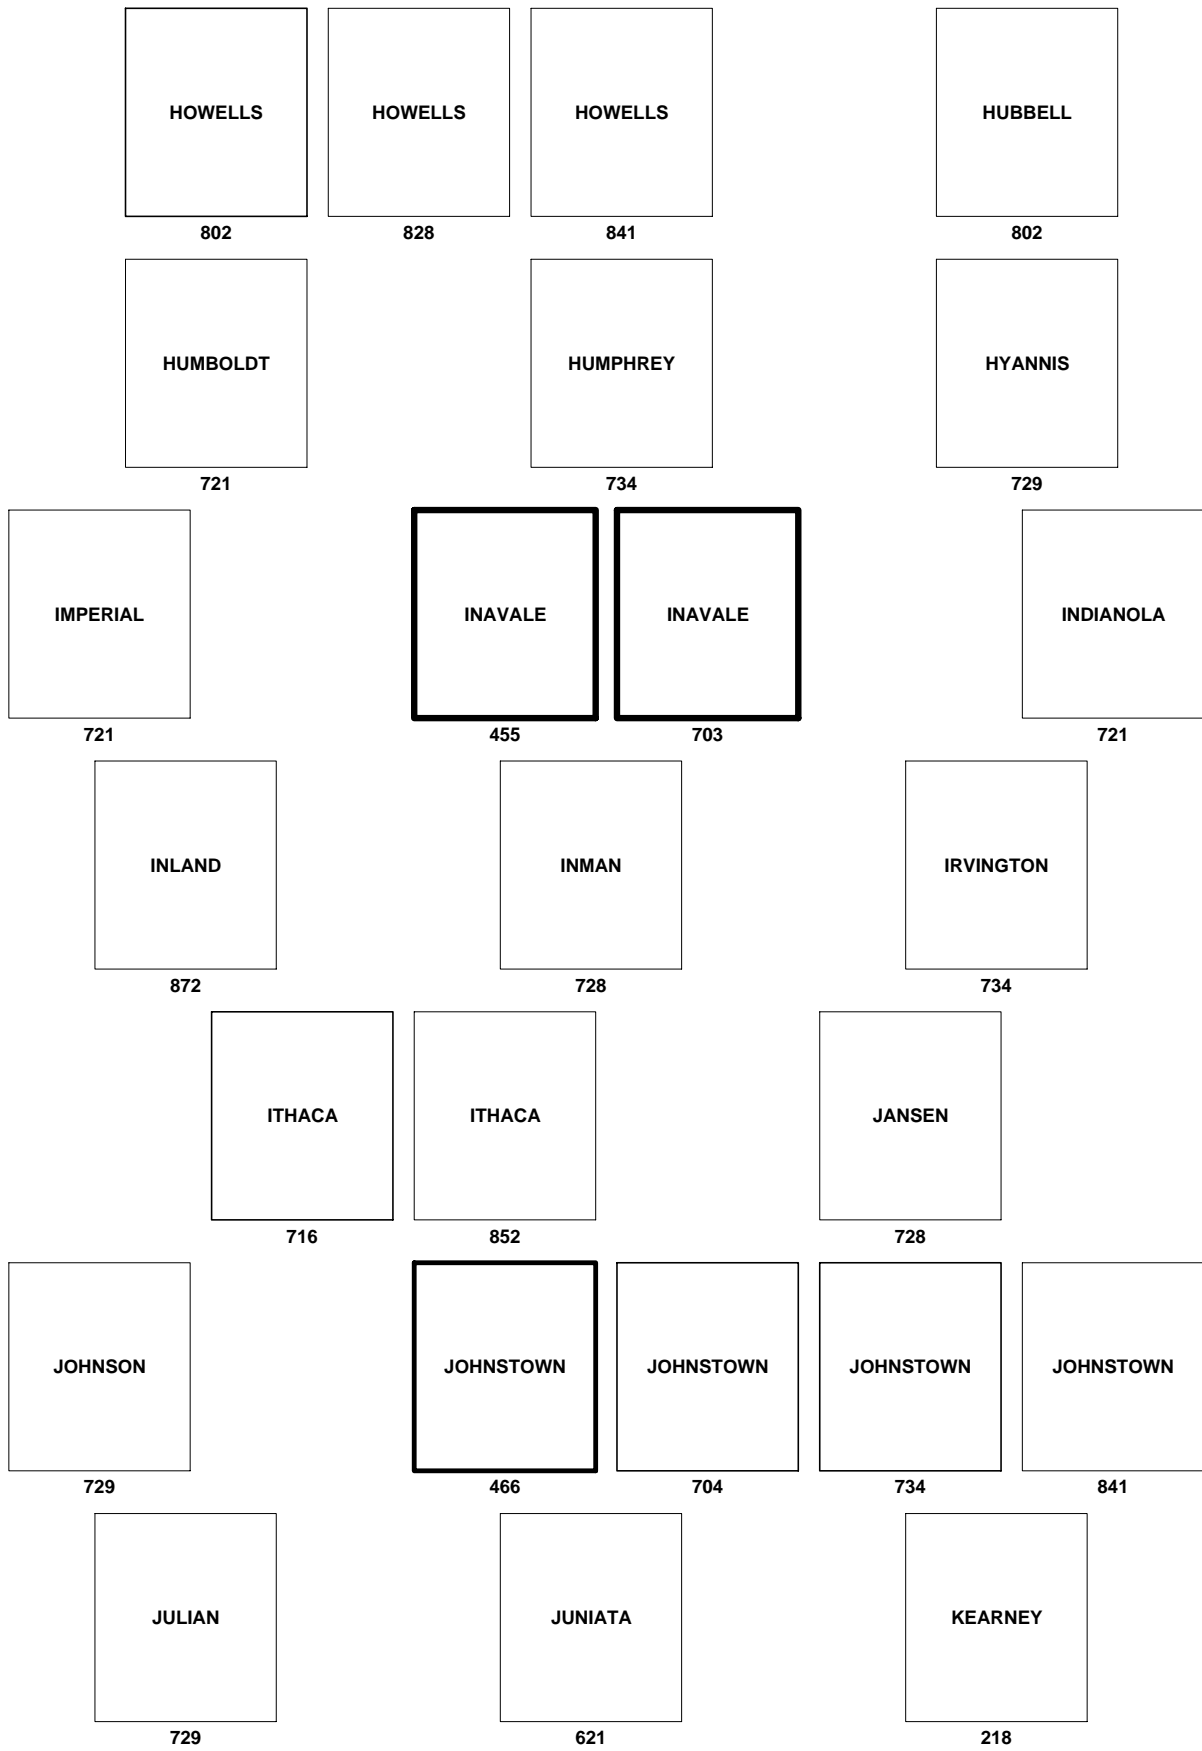 HOWELLS HOWELLS HOWELLS HUBBELL
802 828 841 802
HUMBOLDT HUMPHREY HYANNIS
721 734 729
IMPERIAL INAVALE INAVALE INDIANOLA
721 455 703 721
INLAND INMAN IRVINGTON
872 728 734
ITHACA ITHACA JANSEN
716 852 728
JOHNSON JOHNSTOWN JOHNSTOWN JOHNSTOWN JOHNSTOWN
729 466 704 734 841
JULIAN JUNIATA KEARNEY
729 621 218